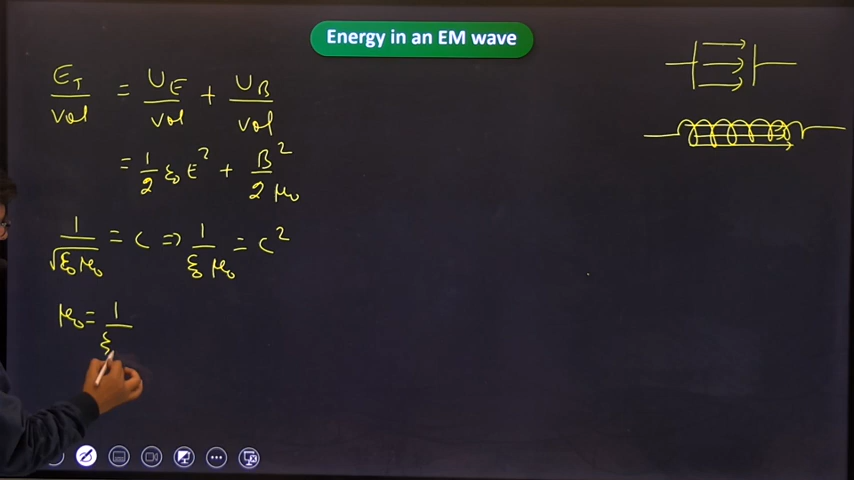 Energy in an EM wave
E_T/vol = U_E/vol + U_B/vol
= 1/2 ε₀E² + B²/2μ₀
1/√ε₀μ₀ = c ⇒ 1/ε₀μ₀ = c²
μ₀ = 1/ε